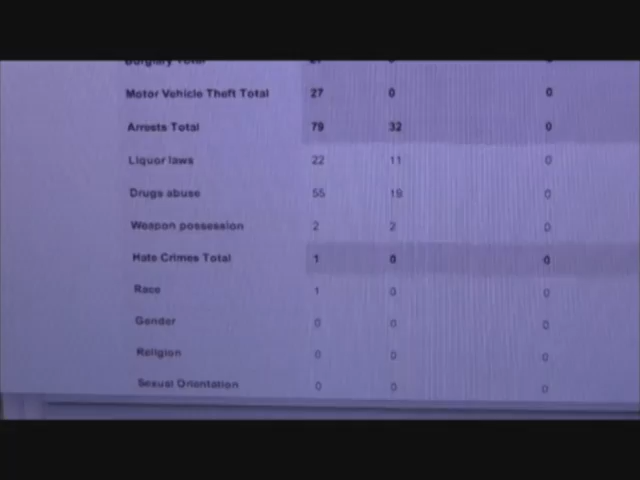 Burglary Total
Motor Vehicle Theft Total 27 0 0
Arrests Total 79 32 0
Liquor laws 22 11 0
Drugs abuse 55 19 0
Weapon possession 2 2 0
Hate Crimes Total 1 0 0
Race 1 0 0
Gender 0 0 0
Religion 0 0 0
Sexual Orientation 0 0 0